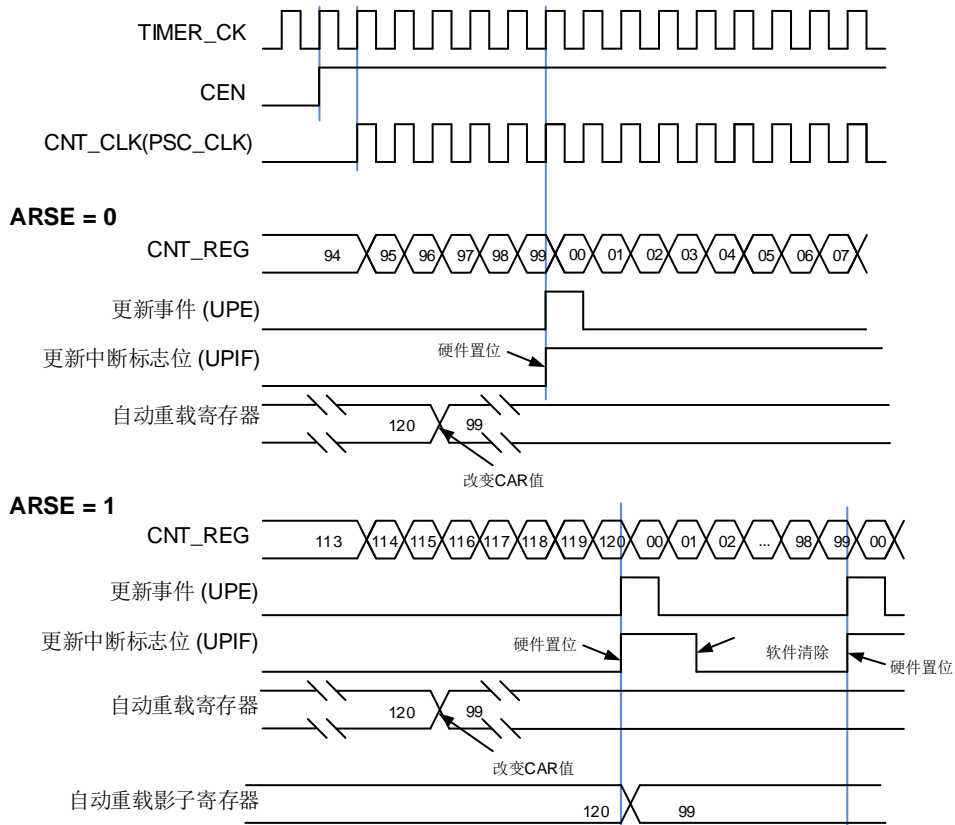 TIMER_CK
CEN
CNT_CLK(PSC_CLK)
ARSE = 0
CNT_REG 94 95 96 97 98 99 00 01 02 03 04 05 06 07
更新事件 (UPE)
更新中断标志位 (UPIF) 硬件置位
自动重载寄存器 120 99
改变CAR值
ARSE = 1
CNT_REG 113 114 115 116 117 118 119 120 00 01 02 ... 98 99 00
更新事件 (UPE)
更新中断标志位 (UPIF) 硬件置位 软件清除 硬件置位
自动重载寄存器 120 99
改变CAR值
自动重载影子寄存器 120 99